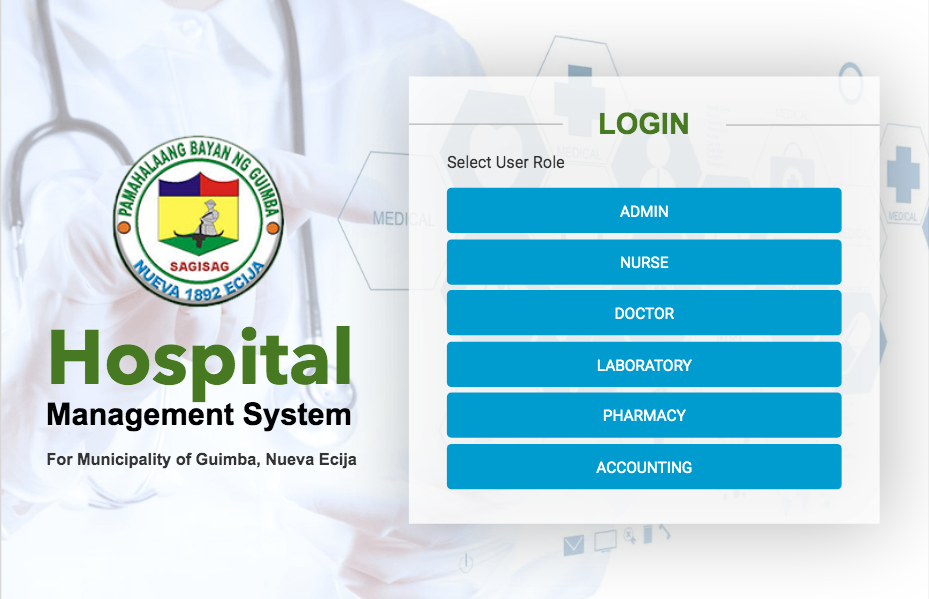 PAMAHALAANG BAYAN NG GUIMBA
SAGISAG
NUEVA 1892 ECIJA
Hospital
Management System
For Municipality of Guimba, Nueva Ecija
LOGIN
Select User Role
ADMIN
NURSE
DOCTOR
LABORATORY
PHARMACY
ACCOUNTING
MEDICAL
MEDICAL
MEDICAL